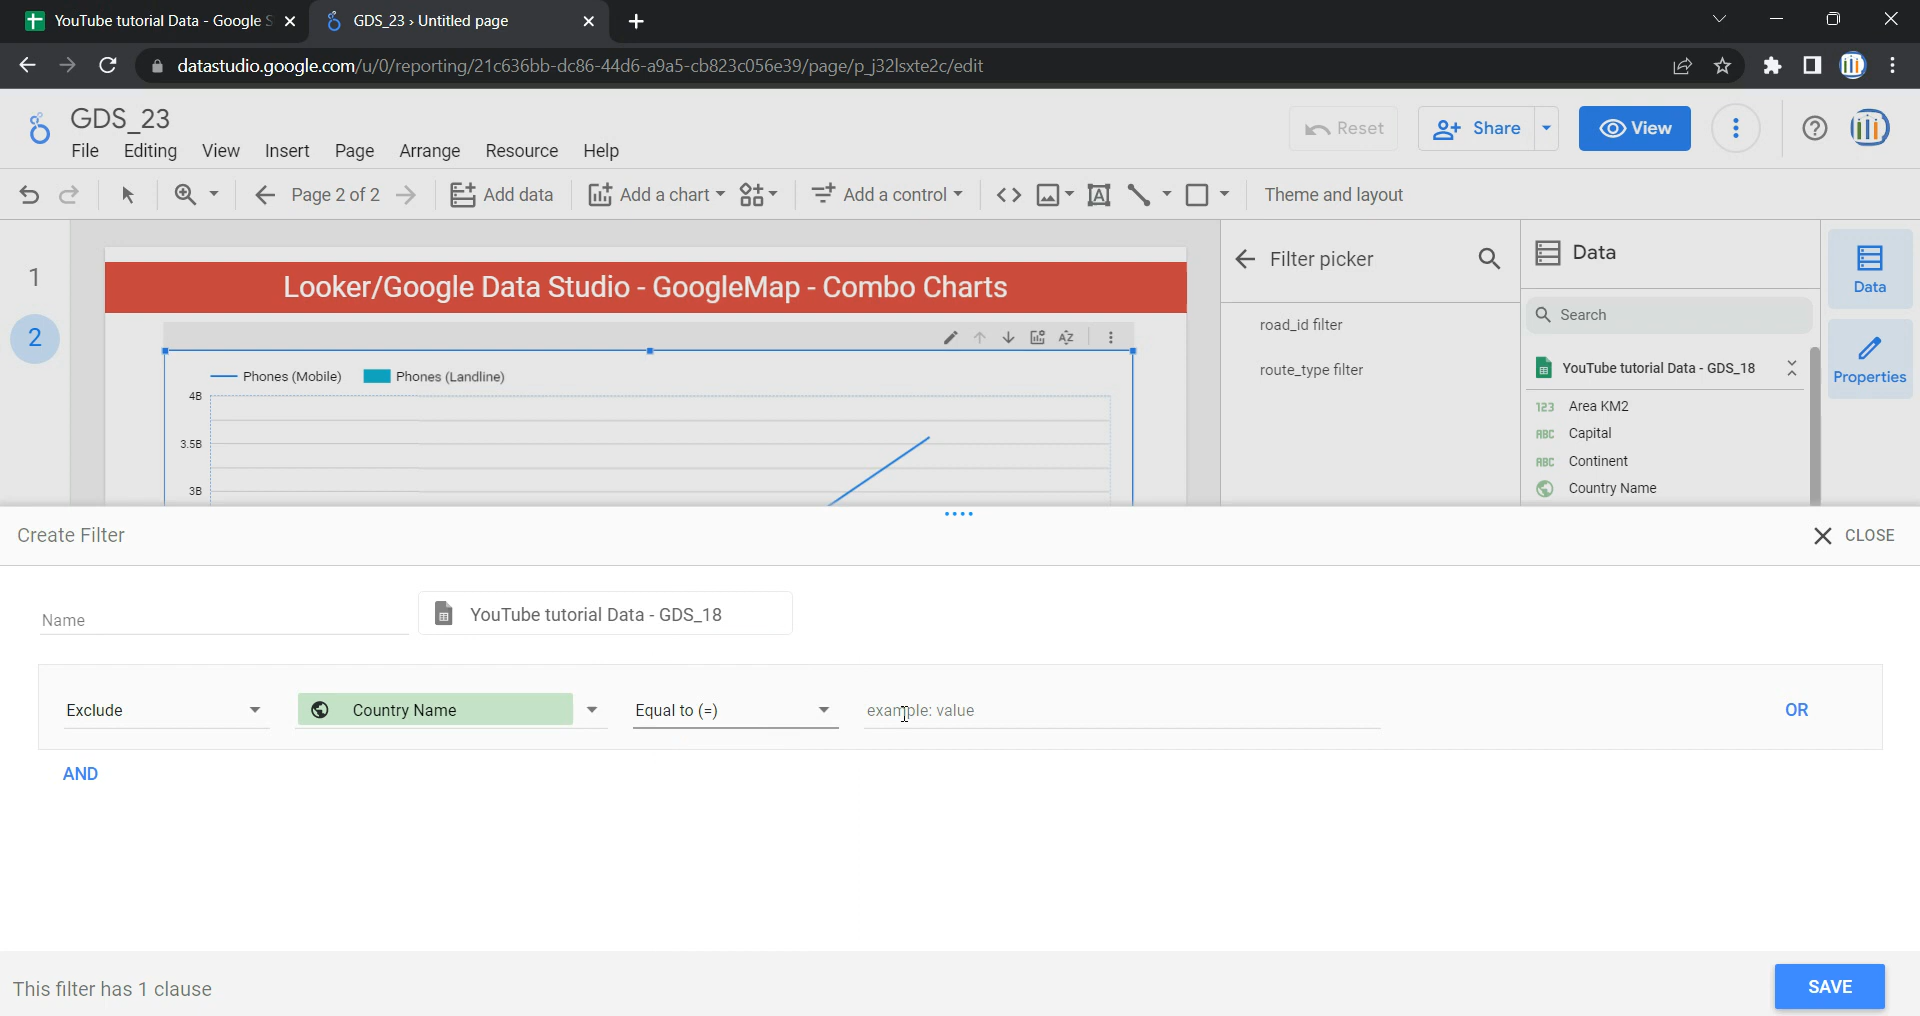 YouTube tutorial Data - Google S
GDS_23 › Untitled page
datastudio.google.com/u/0/reporting/21c636bb-dc86-44d6-a9a5-cb823c056e39/page/p_j32lsxte2c/edit
GDS_23
File Editing View Insert Page Arrange Resource Help
Reset
Share
View
Page 2 of 2
Add data
Add a chart
Add a control
Theme and layout
1
2
Looker/Google Data Studio - GoogleMap - Combo Charts
Phones (Mobile) Phones (Landline)
4B
3.5B
3B
Filter picker
road_id filter
route_type filter
Data
Search
YouTube tutorial Data - GDS_18
123 Area KM2
ABC Capital
ABC Continent
Country Name
Data
Properties
Create Filter
CLOSE
Name
YouTube tutorial Data - GDS_18
Exclude Country Name Equal to (=) example: value OR
AND
This filter has 1 clause
SAVE